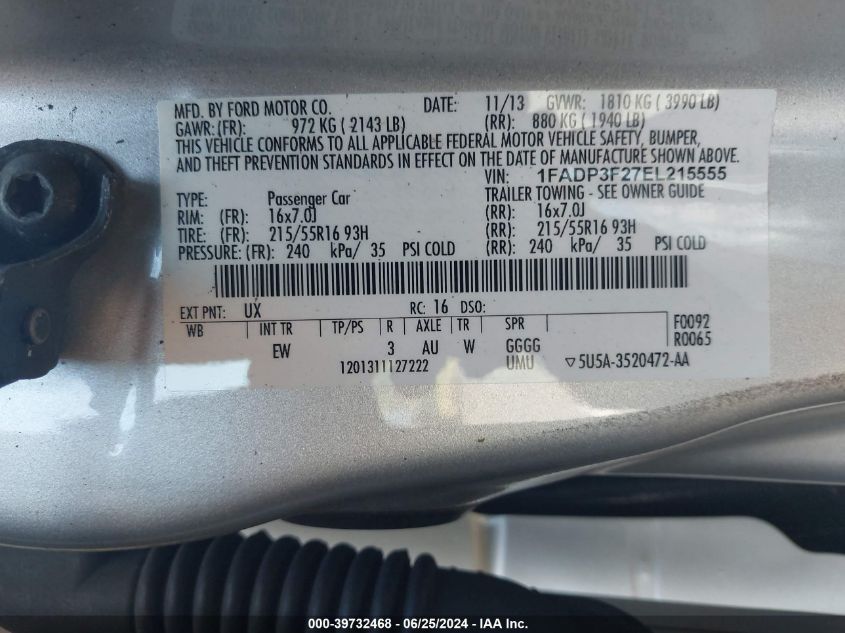 MFD. BY FORD MOTOR CO. DATE: 11/13 GVWR: 1810 KG ( 3990 LB)
GAWR: (FR): 972 KG ( 2143 LB) (RR): 880 KG ( 1940 LB)
THIS VEHICLE CONFORMS TO ALL APPLICABLE FEDERAL MOTOR VEHICLE SAFETY, BUMPER,
AND THEFT PREVENTION STANDARDS IN EFFECT ON THE DATE OF MANUFACTURE SHOWN ABOVE.
VIN: 1FADP3F27EL215555
TYPE: Passenger Car TRAILER TOWING - SEE OWNER GUIDE
RIM: (FR): 16x7.0J (RR): 16x7.0J
TIRE: (FR): 215/55R16 93H (RR): 215/55R16 93H
PRESSURE: (FR): 240 kPa/ 35 PSI COLD (RR): 240 kPa/ 35 PSI COLD
EXT PNT: UX RC: 16 DSO:
WB INT TR TP/PS R AXLE TR SPR F0092
EW 3 AU W GGGG R0065
1201311127222 UMU ▽5U5A-3520472-AA
000-39732468 - 06/25/2024 - IAA Inc.